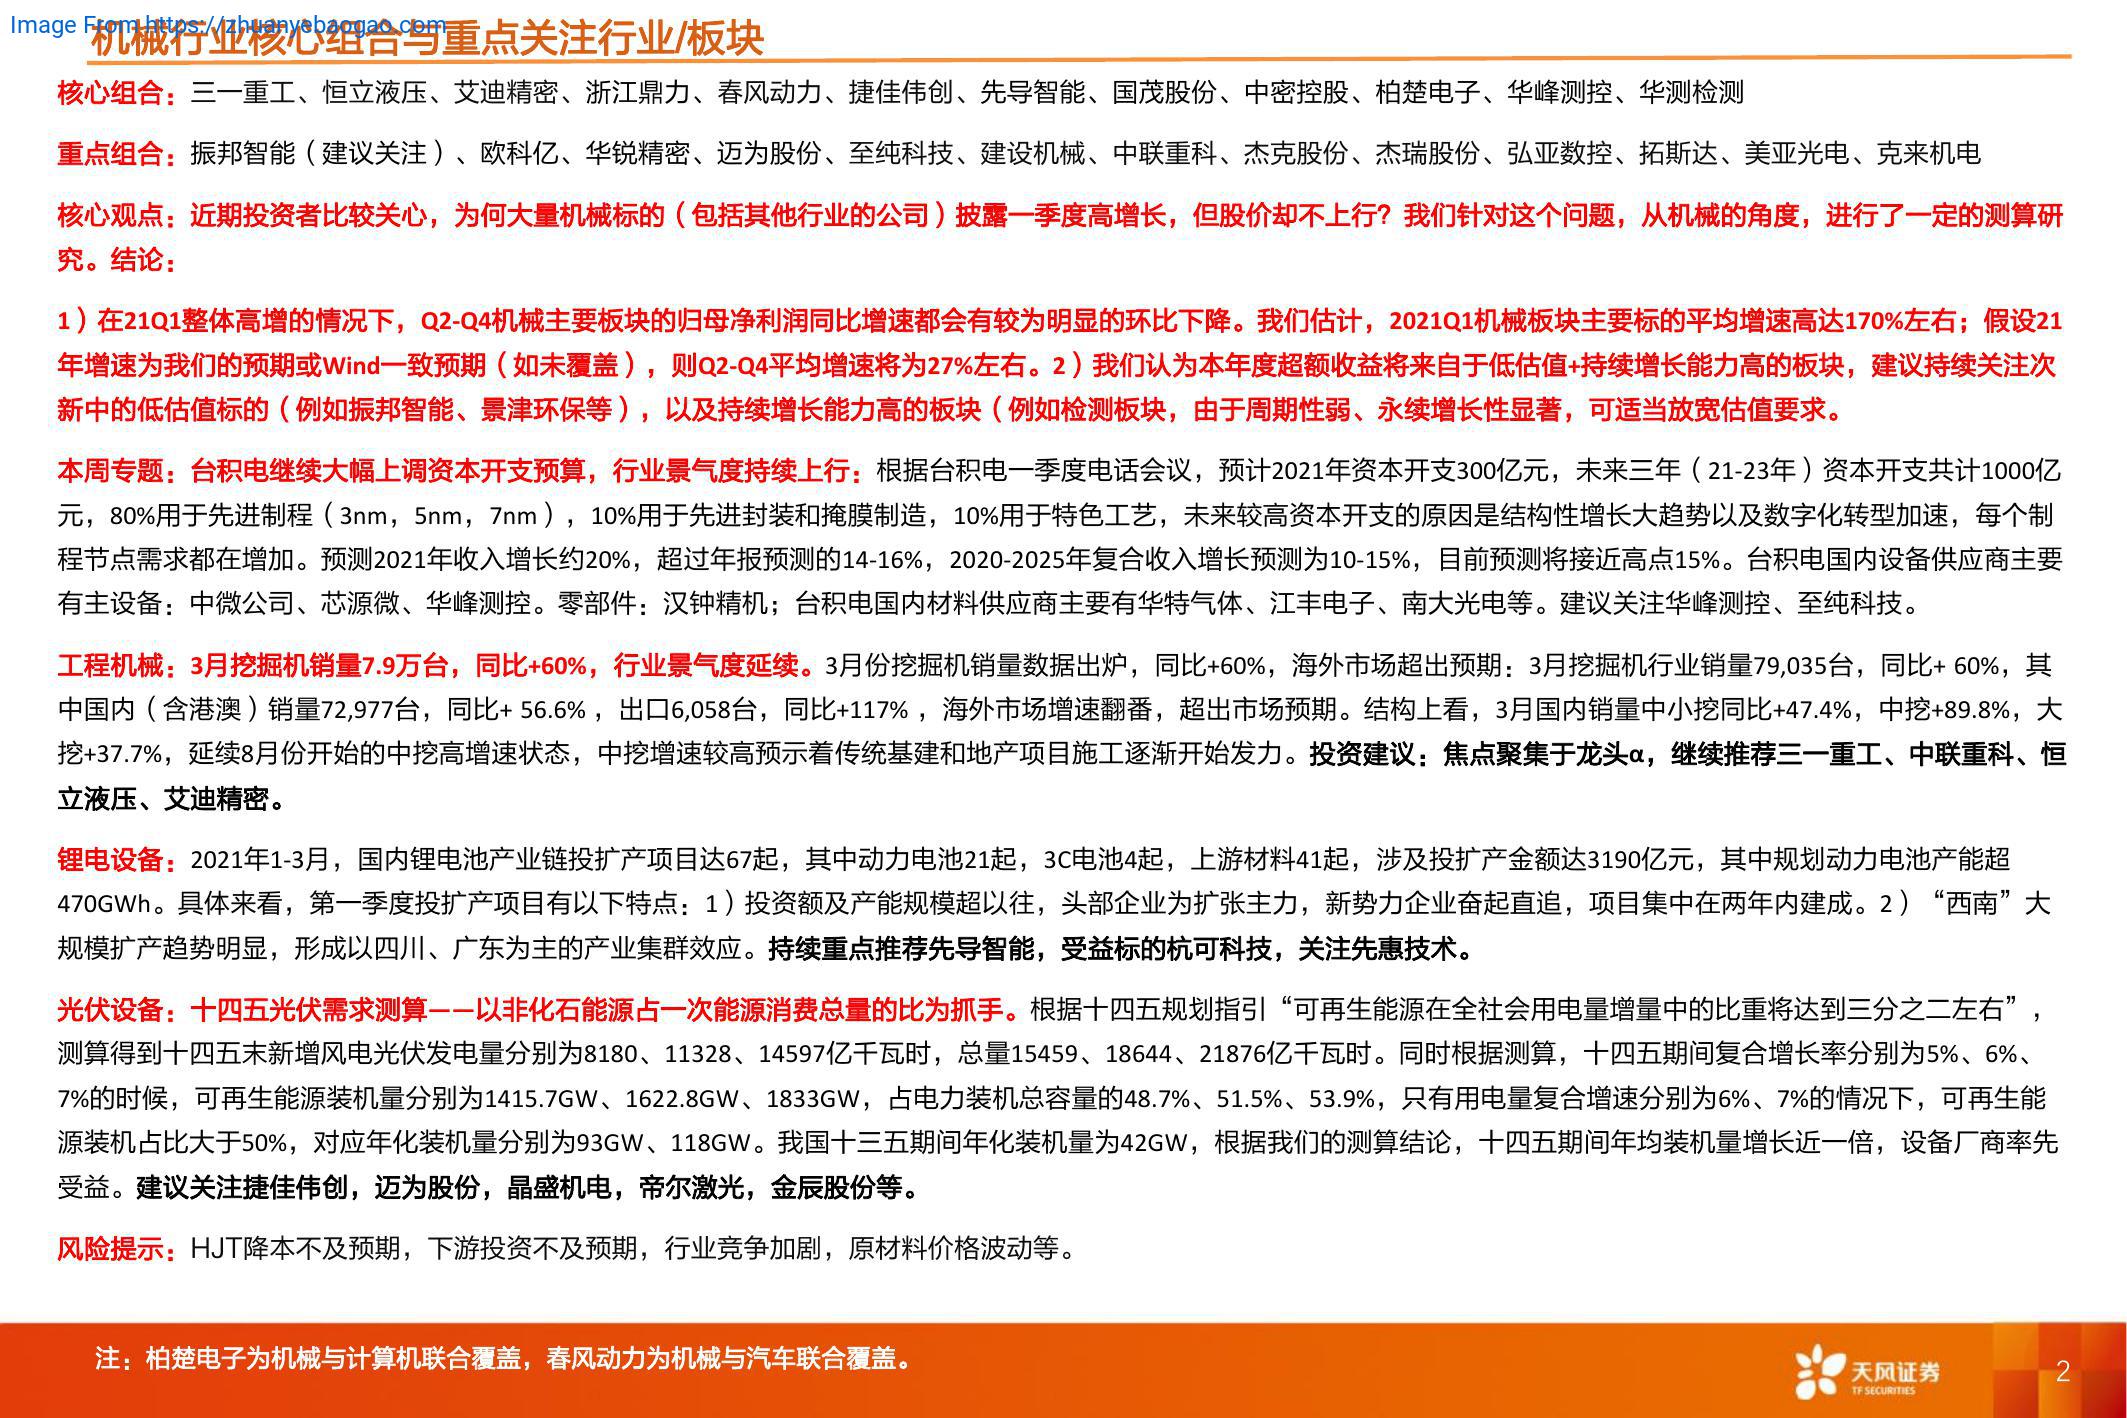 Image From https://zhuanyebaogao.com
机械行业核心组合与重点关注行业/板块
核心组合：三一重工、恒立液压、艾迪精密、浙江鼎力、春风动力、捷佳伟创、先导智能、国茂股份、中密控股、柏楚电子、华峰测控、华测检测
重点组合：振邦智能（建议关注）、欧科亿、华锐精密、迈为股份、至纯科技、建设机械、中联重科、杰克股份、杰瑞股份、弘亚数控、拓斯达、美亚光电、克来机电
核心观点：近期投资者比较关心，为何大量机械标的（包括其他行业的公司）披露一季度高增长，但股价却不上行？我们针对这个问题，从机械的角度，进行了一定的测算研
究。结论：
1）在21Q1整体高增的情况下，Q2-Q4机械主要板块的归母净利润同比增速都会有较为明显的环比下降。我们估计，2021Q1机械板块主要标的平均增速高达170%左右；假设21
年增速为我们的预期或Wind一致预期（如未覆盖），则Q2-Q4平均增速将为27%左右。2）我们认为本年度超额收益将来自于低估值+持续增长能力高的板块，建议持续关注次
新中的低估值标的（例如振邦智能、景津环保等），以及持续增长能力高的板块（例如检测板块，由于周期性弱、永续增长性显著，可适当放宽估值要求。
本周专题：台积电继续大幅上调资本开支预算，行业景气度持续上行：根据台积电一季度电话会议，预计2021年资本开支300亿元，未来三年（21-23年）资本开支共计1000亿
元，80%用于先进制程（3nm，5nm，7nm），10%用于先进封装和掩膜制造，10%用于特色工艺，未来较高资本开支的原因是结构性增长大趋势以及数字化转型加速，每个制
程节点需求都在增加。预测2021年收入增长约20%，超过年报预测的14-16%，2020-2025年复合收入增长预测为10-15%，目前预测将接近高点15%。台积电国内设备供应商主要
有主设备：中微公司、芯源微、华峰测控。零部件：汉钟精机；台积电国内材料供应商主要有华特气体、江丰电子、南大光电等。建议关注华峰测控、至纯科技。
工程机械：3月挖掘机销量7.9万台，同比+60%，行业景气度延续。3月份挖掘机销量数据出炉，同比+60%，海外市场超出预期：3月挖掘机行业销量79,035台，同比+ 60%，其
中国内（含港澳）销量72,977台，同比+ 56.6% ，出口6,058台，同比+117% ，海外市场增速翻番，超出市场预期。结构上看，3月国内销量中小挖同比+47.4%，中挖+89.8%，大
挖+37.7%，延续8月份开始的中挖高增速状态，中挖增速较高预示着传统基建和地产项目施工逐渐开始发力。投资建议：焦点聚集于龙头α，继续推荐三一重工、中联重科、恒
立液压、艾迪精密。
锂电设备：2021年1-3月，国内锂电池产业链投扩产项目达67起，其中动力电池21起，3C电池4起，上游材料41起，涉及投扩产金额达3190亿元，其中规划动力电池产能超
470GWh。具体来看，第一季度投扩产项目有以下特点：1）投资额及产能规模超以往，头部企业为扩张主力，新势力企业奋起直追，项目集中在两年内建成。2）“西南”大
规模扩产趋势明显，形成以四川、广东为主的产业集群效应。持续重点推荐先导智能，受益标的杭可科技，关注先惠技术。
光伏设备：十四五光伏需求测算——以非化石能源占一次能源消费总量的比为抓手。根据十四五规划指引“可再生能源在全社会用电量增量中的比重将达到三分之二左右”，
测算得到十四五末新增风电光伏发电量分别为8180、11328、14597亿千瓦时，总量15459、18644、21876亿千瓦时。同时根据测算，十四五期间复合增长率分别为5%、6%、
7%的时候，可再生能源装机量分别为1415.7GW、1622.8GW、1833GW，占电力装机总容量的48.7%、51.5%、53.9%，只有用电量复合增速分别为6%、7%的情况下，可再生能
源装机占比大于50%，对应年化装机量分别为93GW、118GW。我国十三五期间年化装机量为42GW，根据我们的测算结论，十四五期间年均装机量增长近一倍，设备厂商率先
受益。建议关注捷佳伟创，迈为股份，晶盛机电，帝尔激光，金辰股份等。
风险提示：HJT降本不及预期，下游投资不及预期，行业竞争加剧，原材料价格波动等。
注：柏楚电子为机械与计算机联合覆盖，春风动力为机械与汽车联合覆盖。
天风证券
TF SECURITIES
2